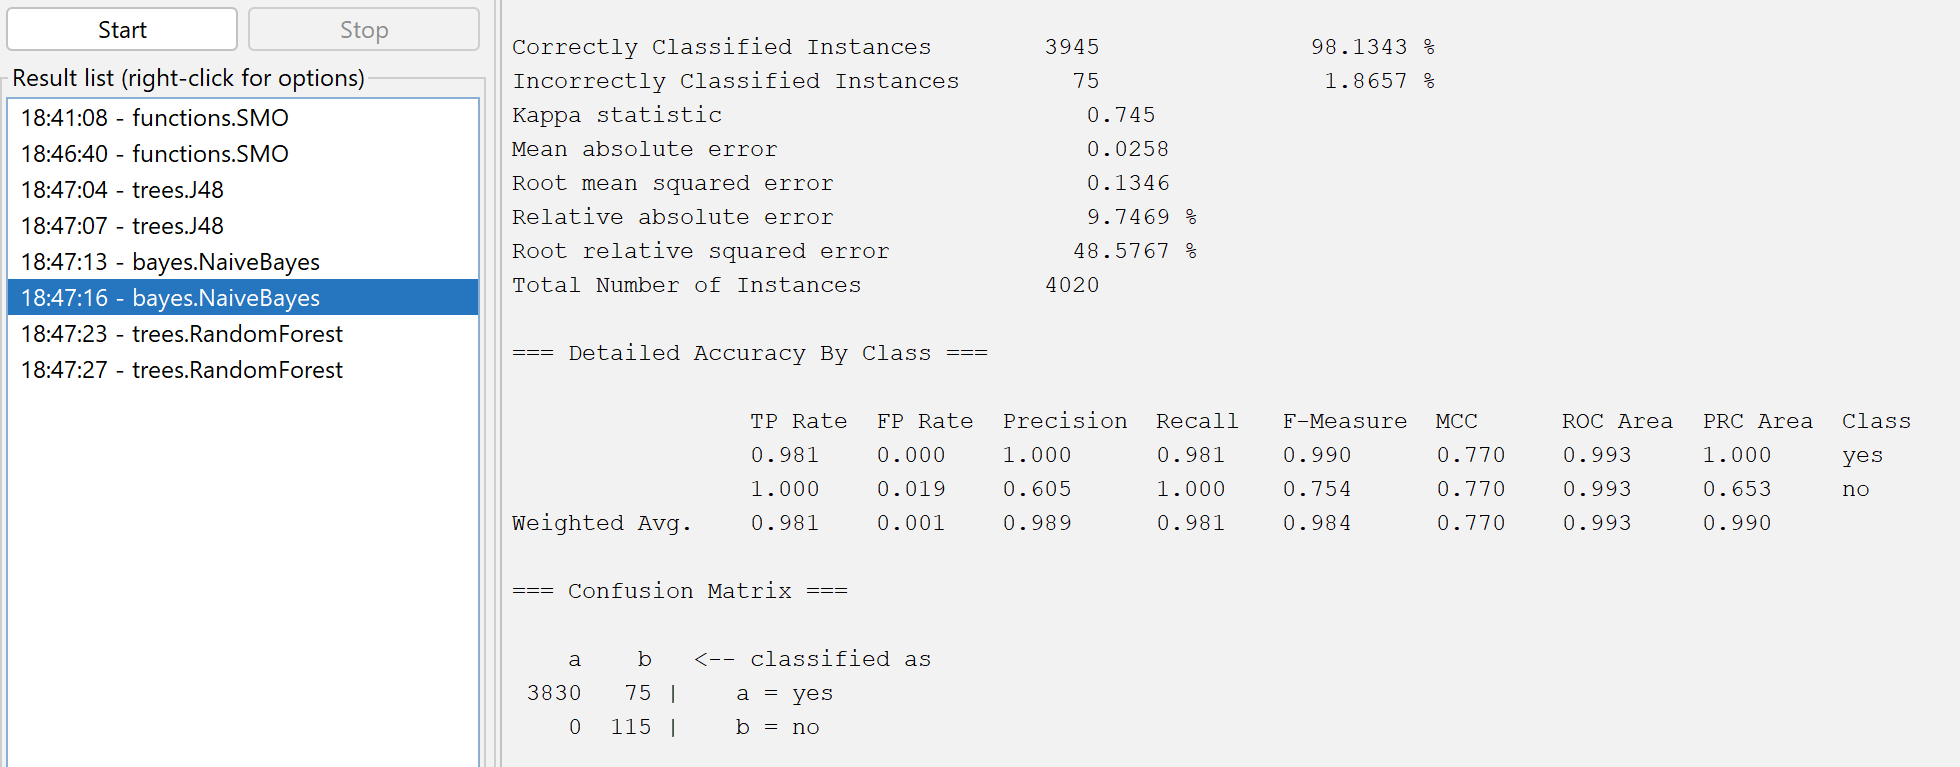 Start
Stop
Result list (right-click for options)
18:41:08 - functions.SMO
18:46:40 - functions.SMO
18:47:04 - trees.J48
18:47:07 - trees.J48
18:47:13 - bayes.NaiveBayes
18:47:16 - bayes.NaiveBayes
18:47:23 - trees.RandomForest
18:47:27 - trees.RandomForest
Correctly Classified Instances 3945 98.1343 %
Incorrectly Classified Instances 75 1.8657 %
Kappa statistic 0.745
Mean absolute error 0.0258
Root mean squared error 0.1346
Relative absolute error 9.7469 %
Root relative squared error 48.5767 %
Total Number of Instances 4020
=== Detailed Accuracy By Class ===
TP Rate FP Rate Precision Recall F-Measure MCC ROC Area PRC Area Class
0.981 0.000 1.000 0.981 0.990 0.770 0.993 1.000 yes
1.000 0.019 0.605 1.000 0.754 0.770 0.993 0.653 no
Weighted Avg. 0.981 0.001 0.989 0.981 0.984 0.770 0.993 0.990
=== Confusion Matrix ===
a b <-- classified as
3830 75 | a = yes
0 115 | b = no